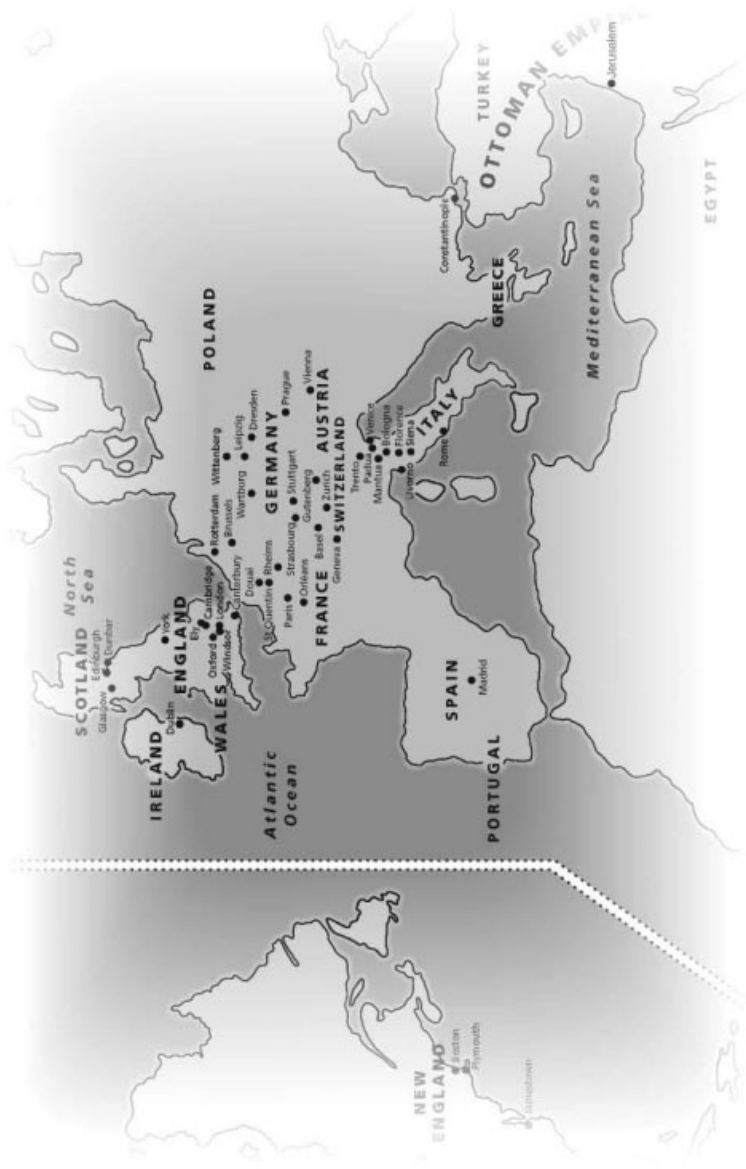 SCOTLAND
North
Sea
Edinburgh
Dunbar
Glasgow
IRELAND
Dublin
York
ENGLAND
WALES
Ely
Cambridge
Oxford
London
Windsor
Canterbury
Rotterdam
Brussels
Wittenberg
Leipzig
Wartburg
Dresden
POLAND
Atlantic
Ocean
Douai
St Quentin
Rheims
Paris
Orléans
Strasbourg
Stuttgart
GERMANY
Prague
Gutenberg
Vienna
FRANCE
Basel
Zurich
AUSTRIA
Geneva
SWITZERLAND
Trento
Padua
Venice
Mantua
Bologna
Livorno
Florence
Siena
ITALY
Rome
SPAIN
Madrid
PORTUGAL
GREECE
Constantinople
TURKEY
OTTOMAN EMPIRE
Jerusalem
Mediterranean Sea
EGYPT
NEW
ENGLAND
Boston
Plymouth
Jamestown